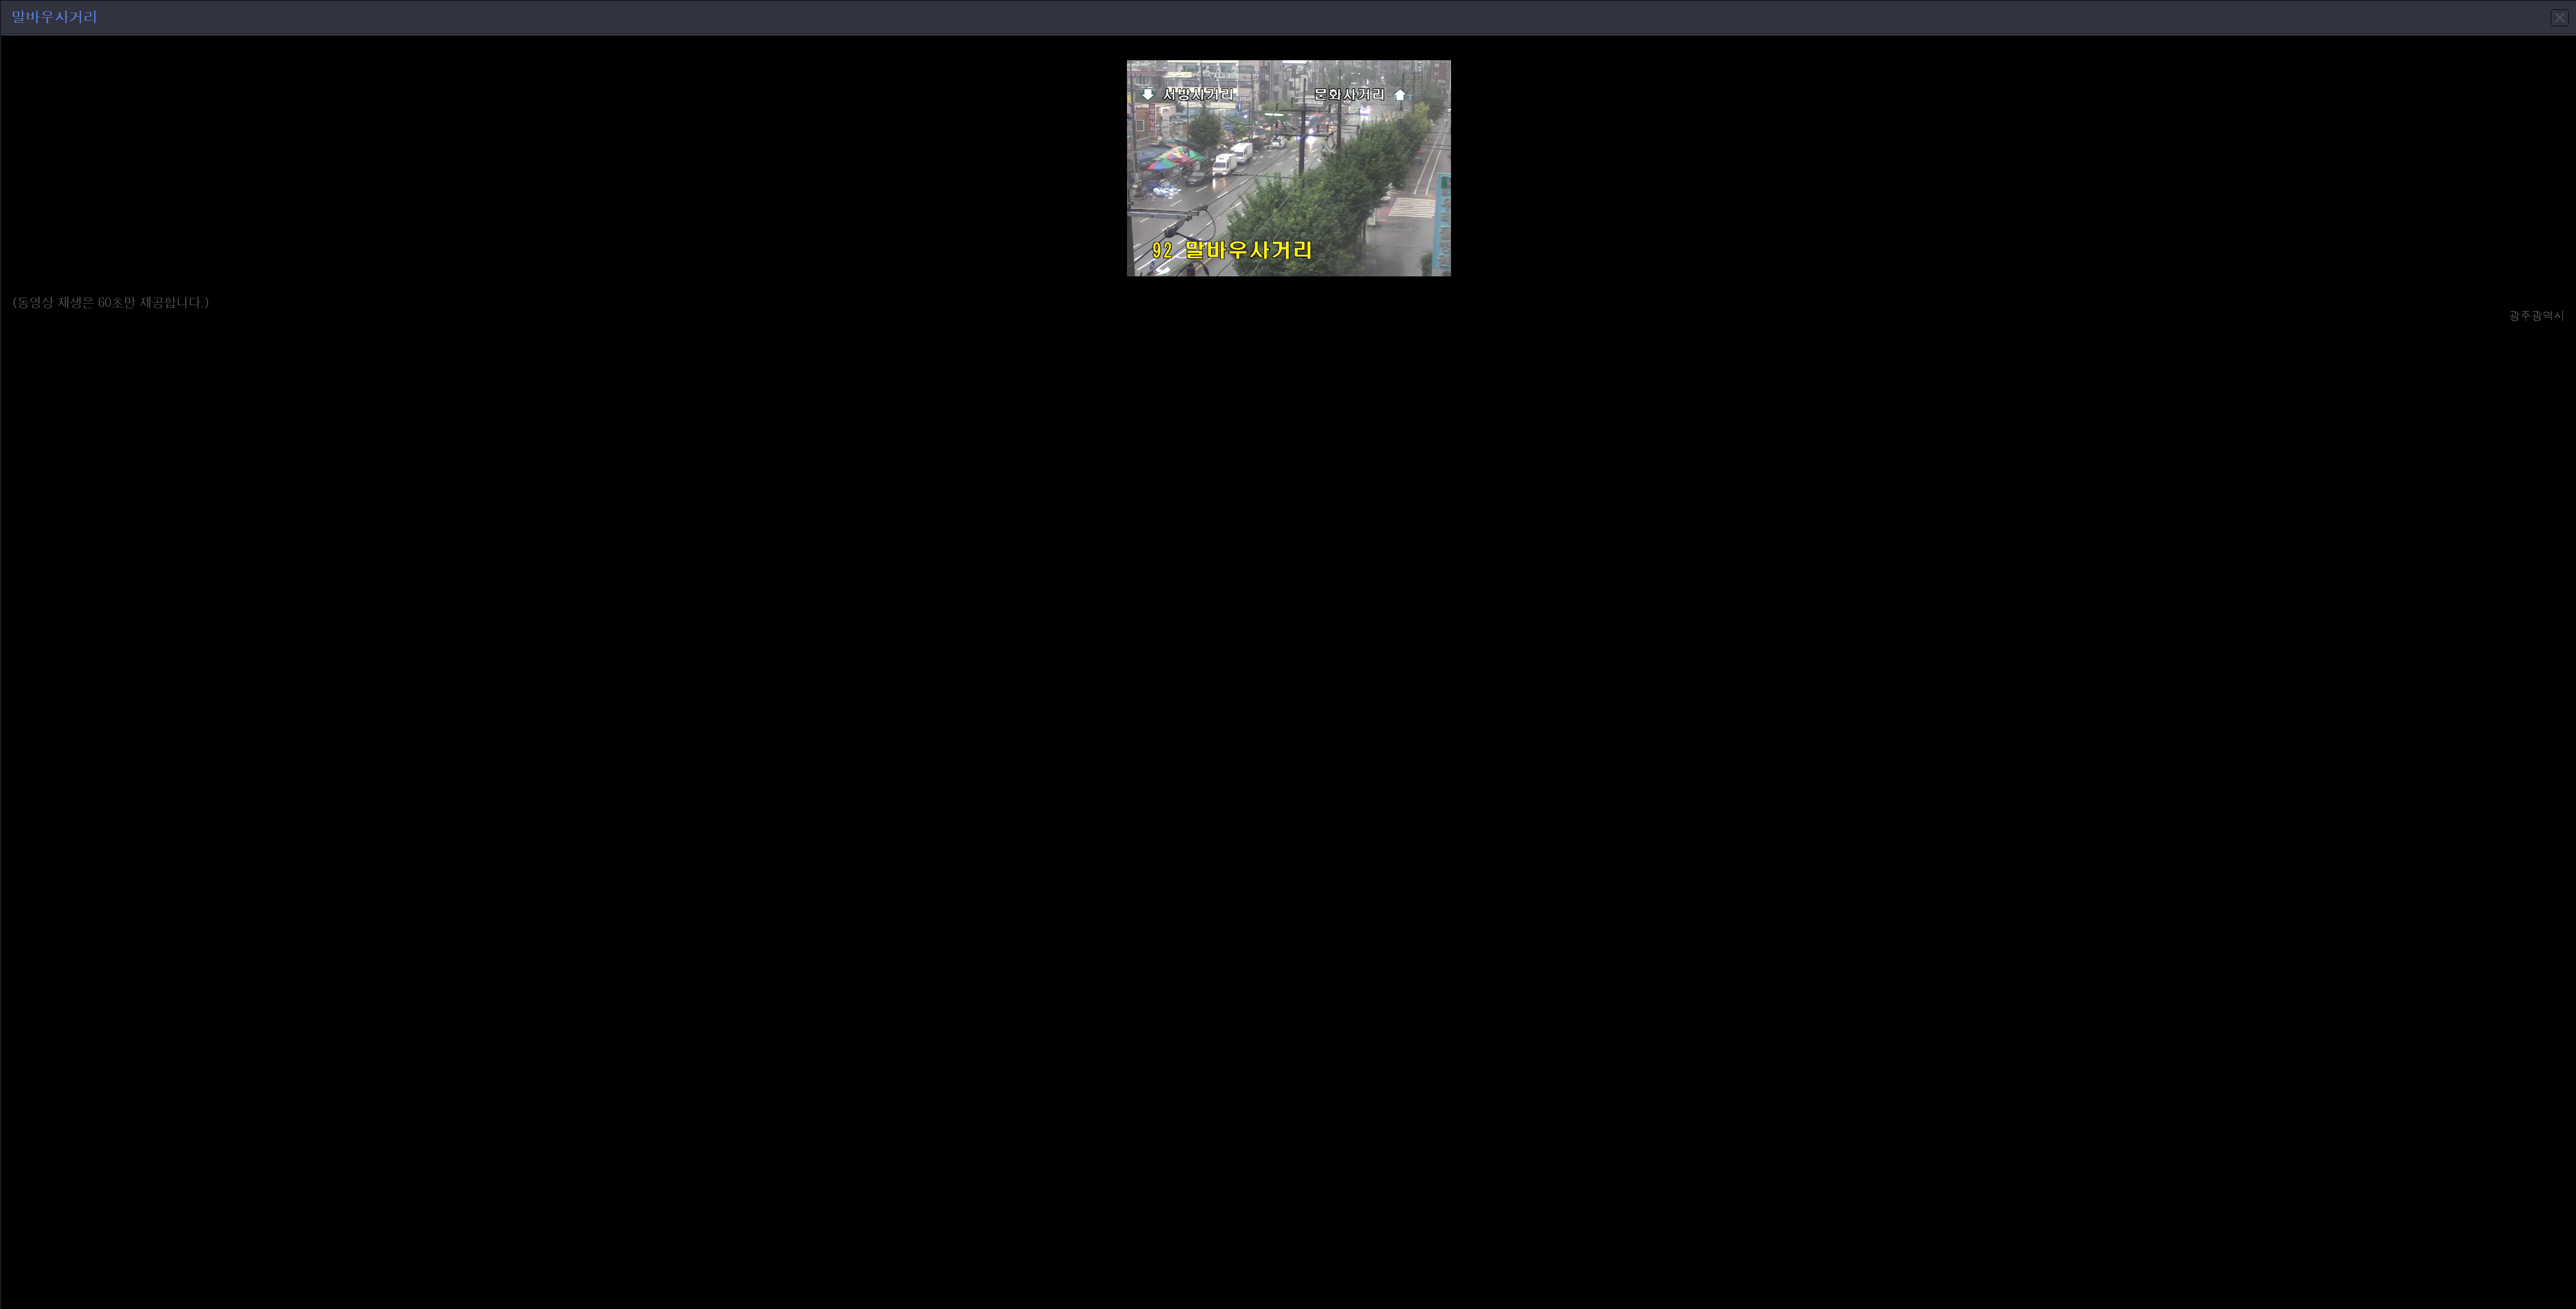 말바우사거리
서방사거리
문화사거리
92 말바우사거리
(동영상 재생은 60초만 제공합니다.)
광주광역시